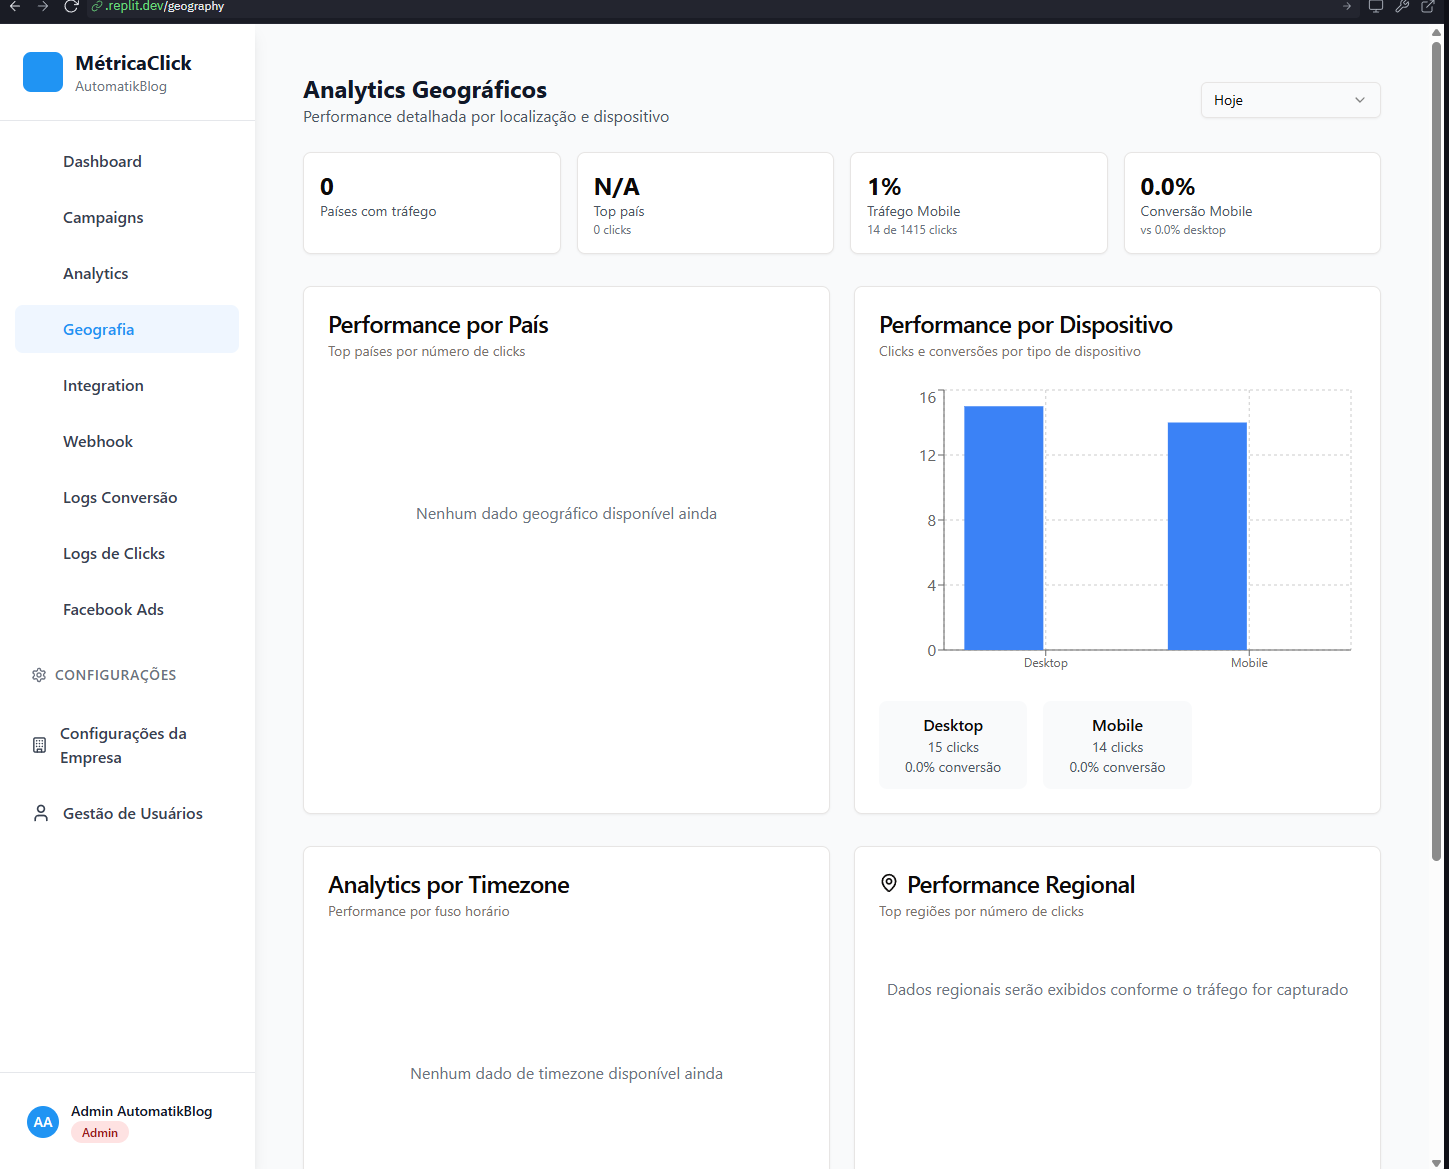 .replit.dev/geography
MétricaClick
AutomatikBlog
Dashboard
Campaigns
Analytics
Geografia
Integration
Webhook
Logs Conversão
Logs de Clicks
Facebook Ads
CONFIGURAÇÕES
Configurações da
Empresa
Gestão de Usuários
AA
Admin AutomatikBlog
Admin
Analytics Geográficos
Performance detalhada por localização e dispositivo
Hoje
0
Países com tráfego
N/A
Top país
0 clicks
1%
Tráfego Mobile
14 de 1415 clicks
0.0%
Conversão Mobile
vs 0.0% desktop
Performance por País
Top países por número de clicks
Nenhum dado geográfico disponível ainda
Performance por Dispositivo
Clicks e conversões por tipo de dispositivo
16
12
8
4
0
Desktop
Mobile
Desktop
15 clicks
0.0% conversão
Mobile
14 clicks
0.0% conversão
Analytics por Timezone
Performance por fuso horário
Nenhum dado de timezone disponível ainda
Performance Regional
Top regiões por número de clicks
Dados regionais serão exibidos conforme o tráfego for capturado